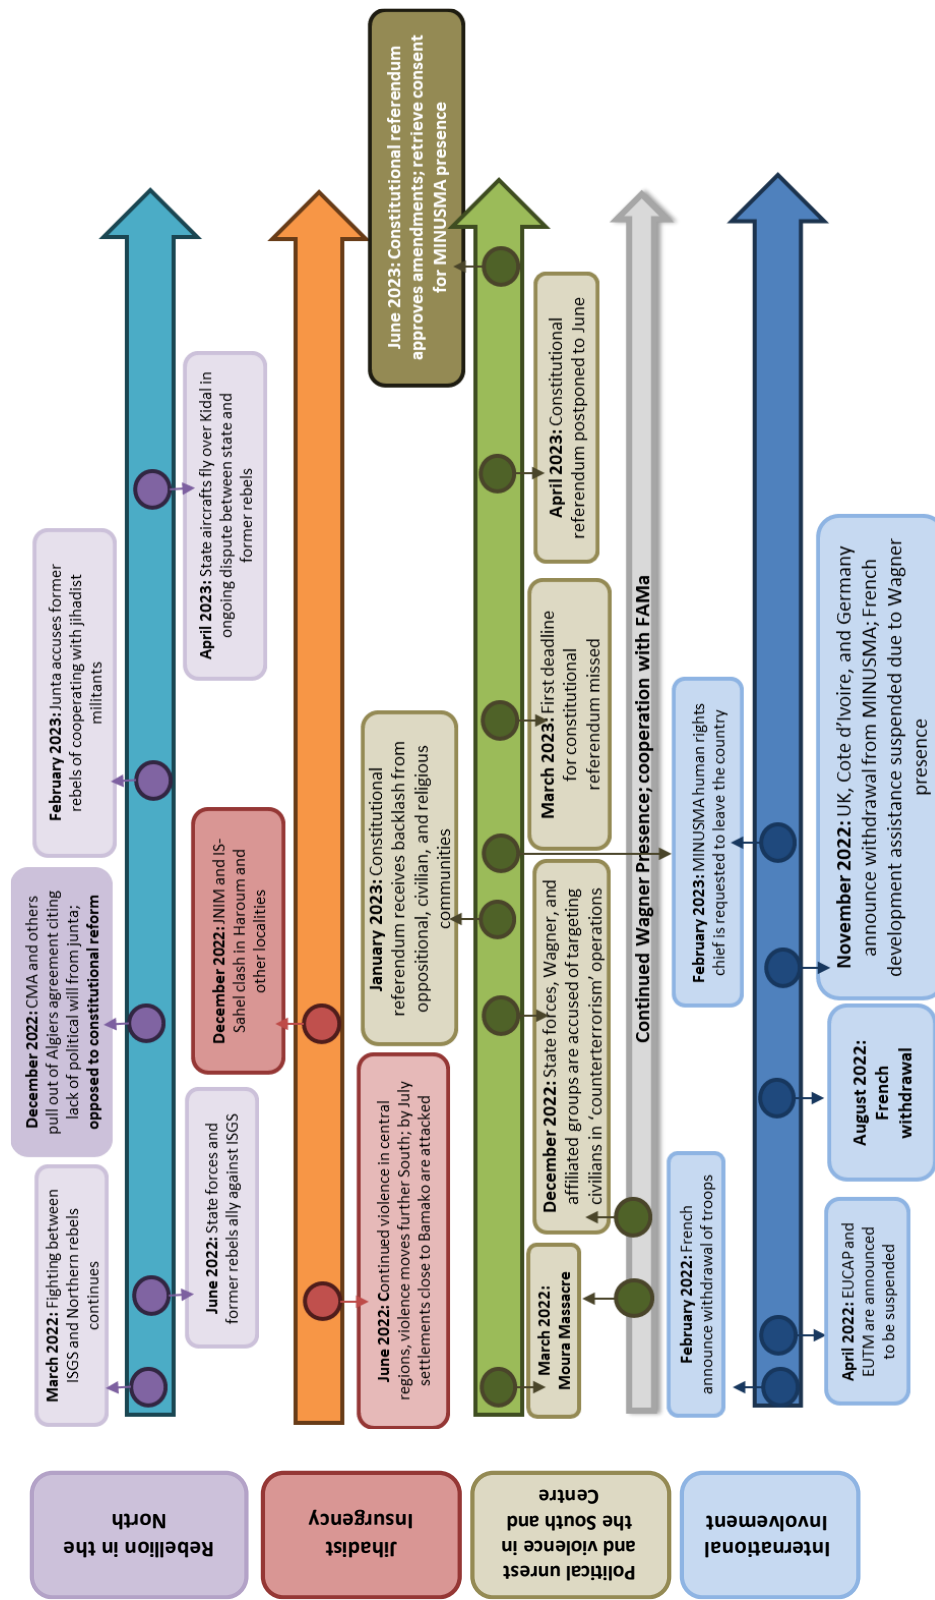 Rebellion in the
North
March 2022: Fighting between
ISGS and Northern rebels
continues
June 2022: State forces and
former rebels ally against ISGS
December 2022: CMA and others
pull out of Algiers agreement citing
lack of political will from junta;
opposed to constitutional reform
February 2023: Junta accuses former
rebels of cooperating with jihadist
militants
April 2023: State aircrafts fly over Kidal in
ongoing dispute between state and
former rebels
Jihadist
Insurgency
June 2022: Continued violence in central
regions, violence moves further South; by July
settlements close to Bamako are attacked
December 2022: JNIM and IS-
Sahel clash in Haroum and
other localities
Political unrest
and violence in
the South and
Centre
March 2022:
Moura Massacre
December 2022: State forces, Wagner, and
affiliated groups are accused of targeting
civilians in ‘counterterrorism’ operations
January 2023: Constitutional
referendum receives backlash from
oppositional, civilian, and religious
communities
March 2023: First deadline
for constitutional
referendum missed
April 2023: Constitutional
referendum postponed to June
June 2023: Constitutional referendum
approves amendments; retrieve consent
for MINUSMA presence
Continued Wagner Presence; cooperation with FAMa
International
Involvement
February 2022: French
announce withdrawal of troops
April 2022: EUCAP and
EUTM are announced
to be suspended
August 2022:
French
withdrawal
November 2022: UK, Cote d’Ivoire, and Germany
announce withdrawal from MINUSMA; French
development assistance suspended due to Wagner
presence
February 2023: MINUSMA human rights
chief is requested to leave the country